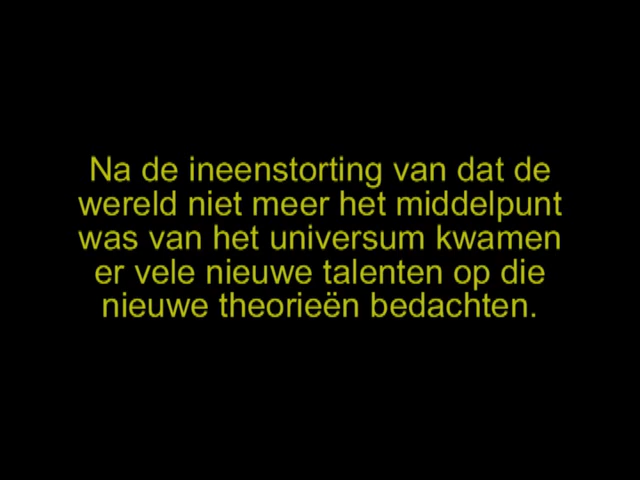 Na de ineenstorting van dat de
wereld niet meer het middelpunt
was van het universum kwamen
er vele nieuwe talenten op die
nieuwe theorieën bedachten.